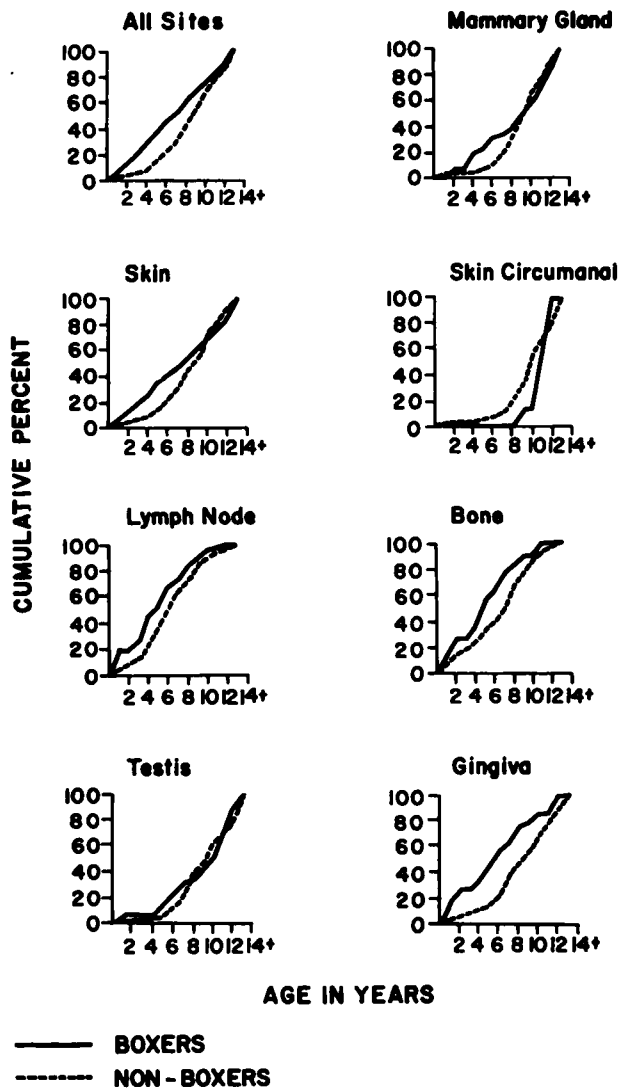 CUMULATIVE PERCENT
All Sites
100
80
60
40
20
0
2 4 6 8 10 12 14+
Mammary Gland
100
80
60
40
20
0
2 4 6 8 10 12 14+
Skin
100
80
60
40
20
0
2 4 6 8 10 12 14+
Skin Circumanal
100
80
60
40
20
0
2 4 6 8 10 12 14+
Lymph Node
100
80
60
40
20
0
2 4 6 8 10 12 14+
Bone
100
80
60
40
20
0
2 4 6 8 10 12 14+
Testis
100
80
60
40
20
0
2 4 6 8 10 12 14+
Gingiva
100
80
60
40
20
0
2 4 6 8 10 12 14+
AGE IN YEARS
BOXERS
NON-BOXERS